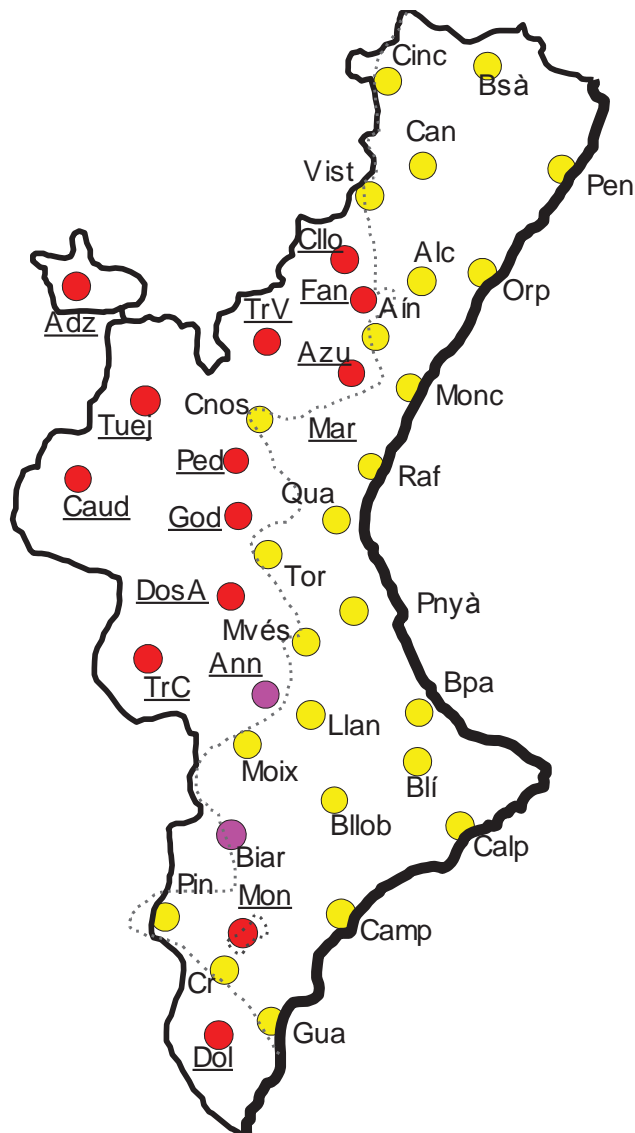 Cinc
Bsà
Can
Pen
Vist
Cllo
Alc
Fan
Orp
Adz
TrV
Aín
Azu
Monc
Cnos
Tuej
Mar
Ped
Raf
Caud
Qua
God
Tor
DosA
Pnyà
Mvés
Ann
TrC
Bpa
Llan
Moix
Blí
Bllob
Calp
Biar
Pin
Mon
Camp
Cr
Gua
Dol